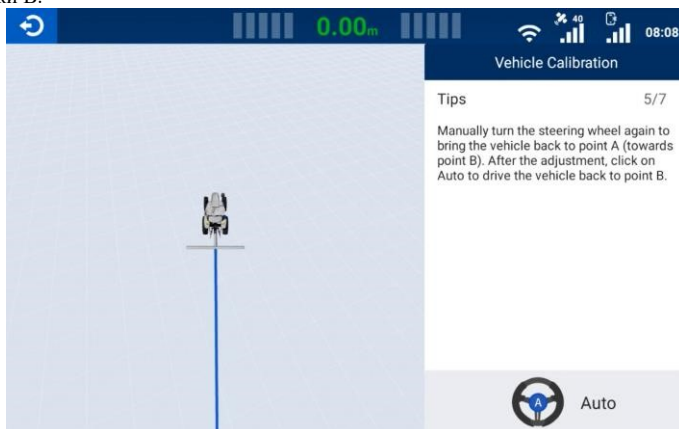 ки В.
0.00m
40
08:08
Vehicle Calibration
Tips 5/7
Manually turn the steering wheel again to
bring the vehicle back to point A (towards
point B). After the adjustment, click on
Auto to drive the vehicle back to point B.
A Auto